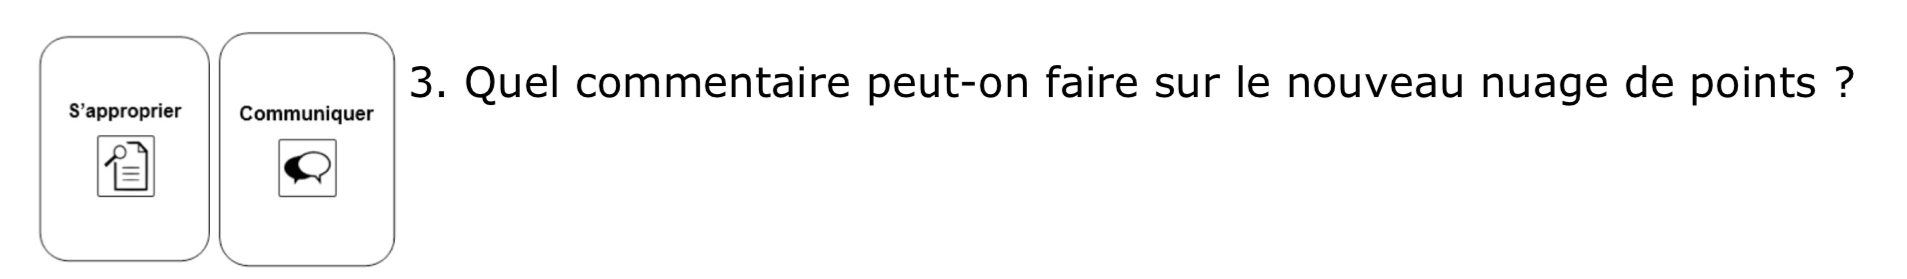 S'approprier
Communiquer
3. Quel commentaire peut-on faire sur le nouveau nuage de points ?